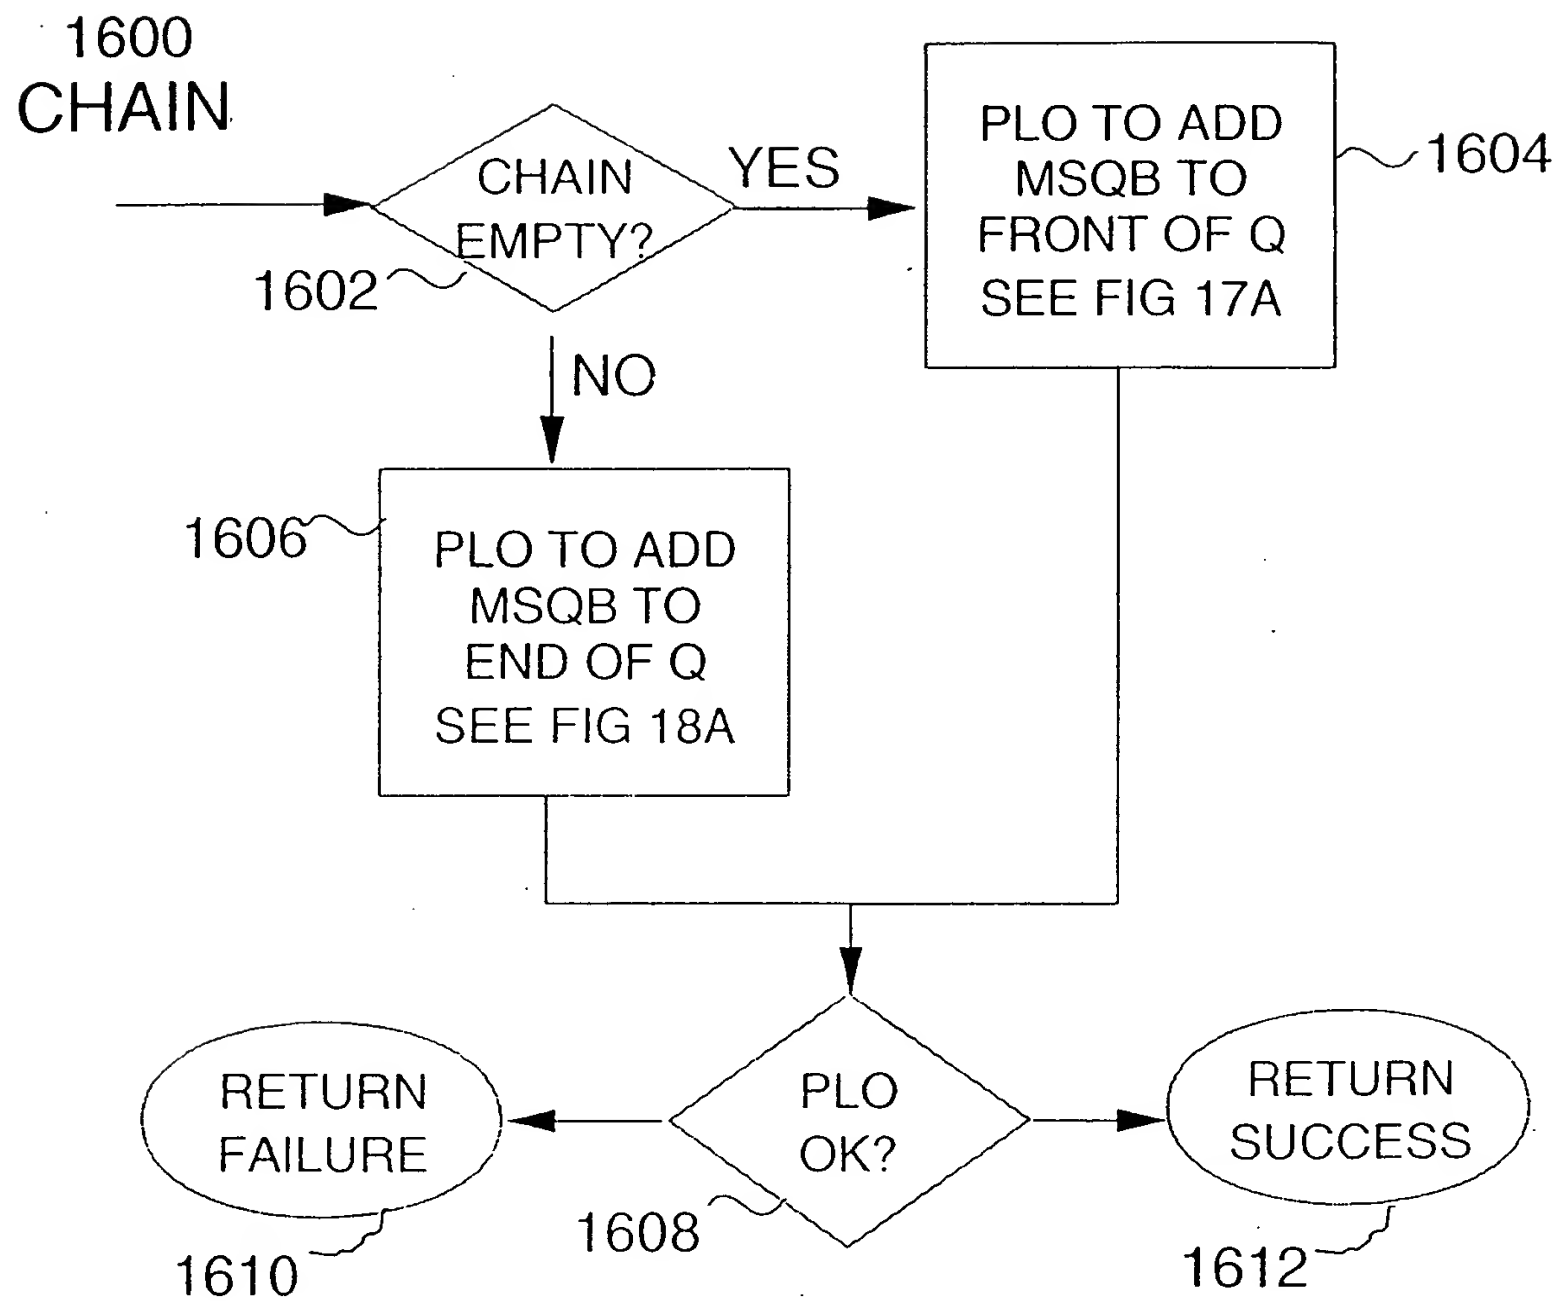 1600
CHAIN
CHAIN
EMPTY?
1602
YES
PLO TO ADD
MSQB TO
FRONT OF Q
SEE FIG 17A
1604
NO
1606
PLO TO ADD
MSQB TO
END OF Q
SEE FIG 18A
PLO
OK?
1608
RETURN
FAILURE
1610
RETURN
SUCCESS
1612